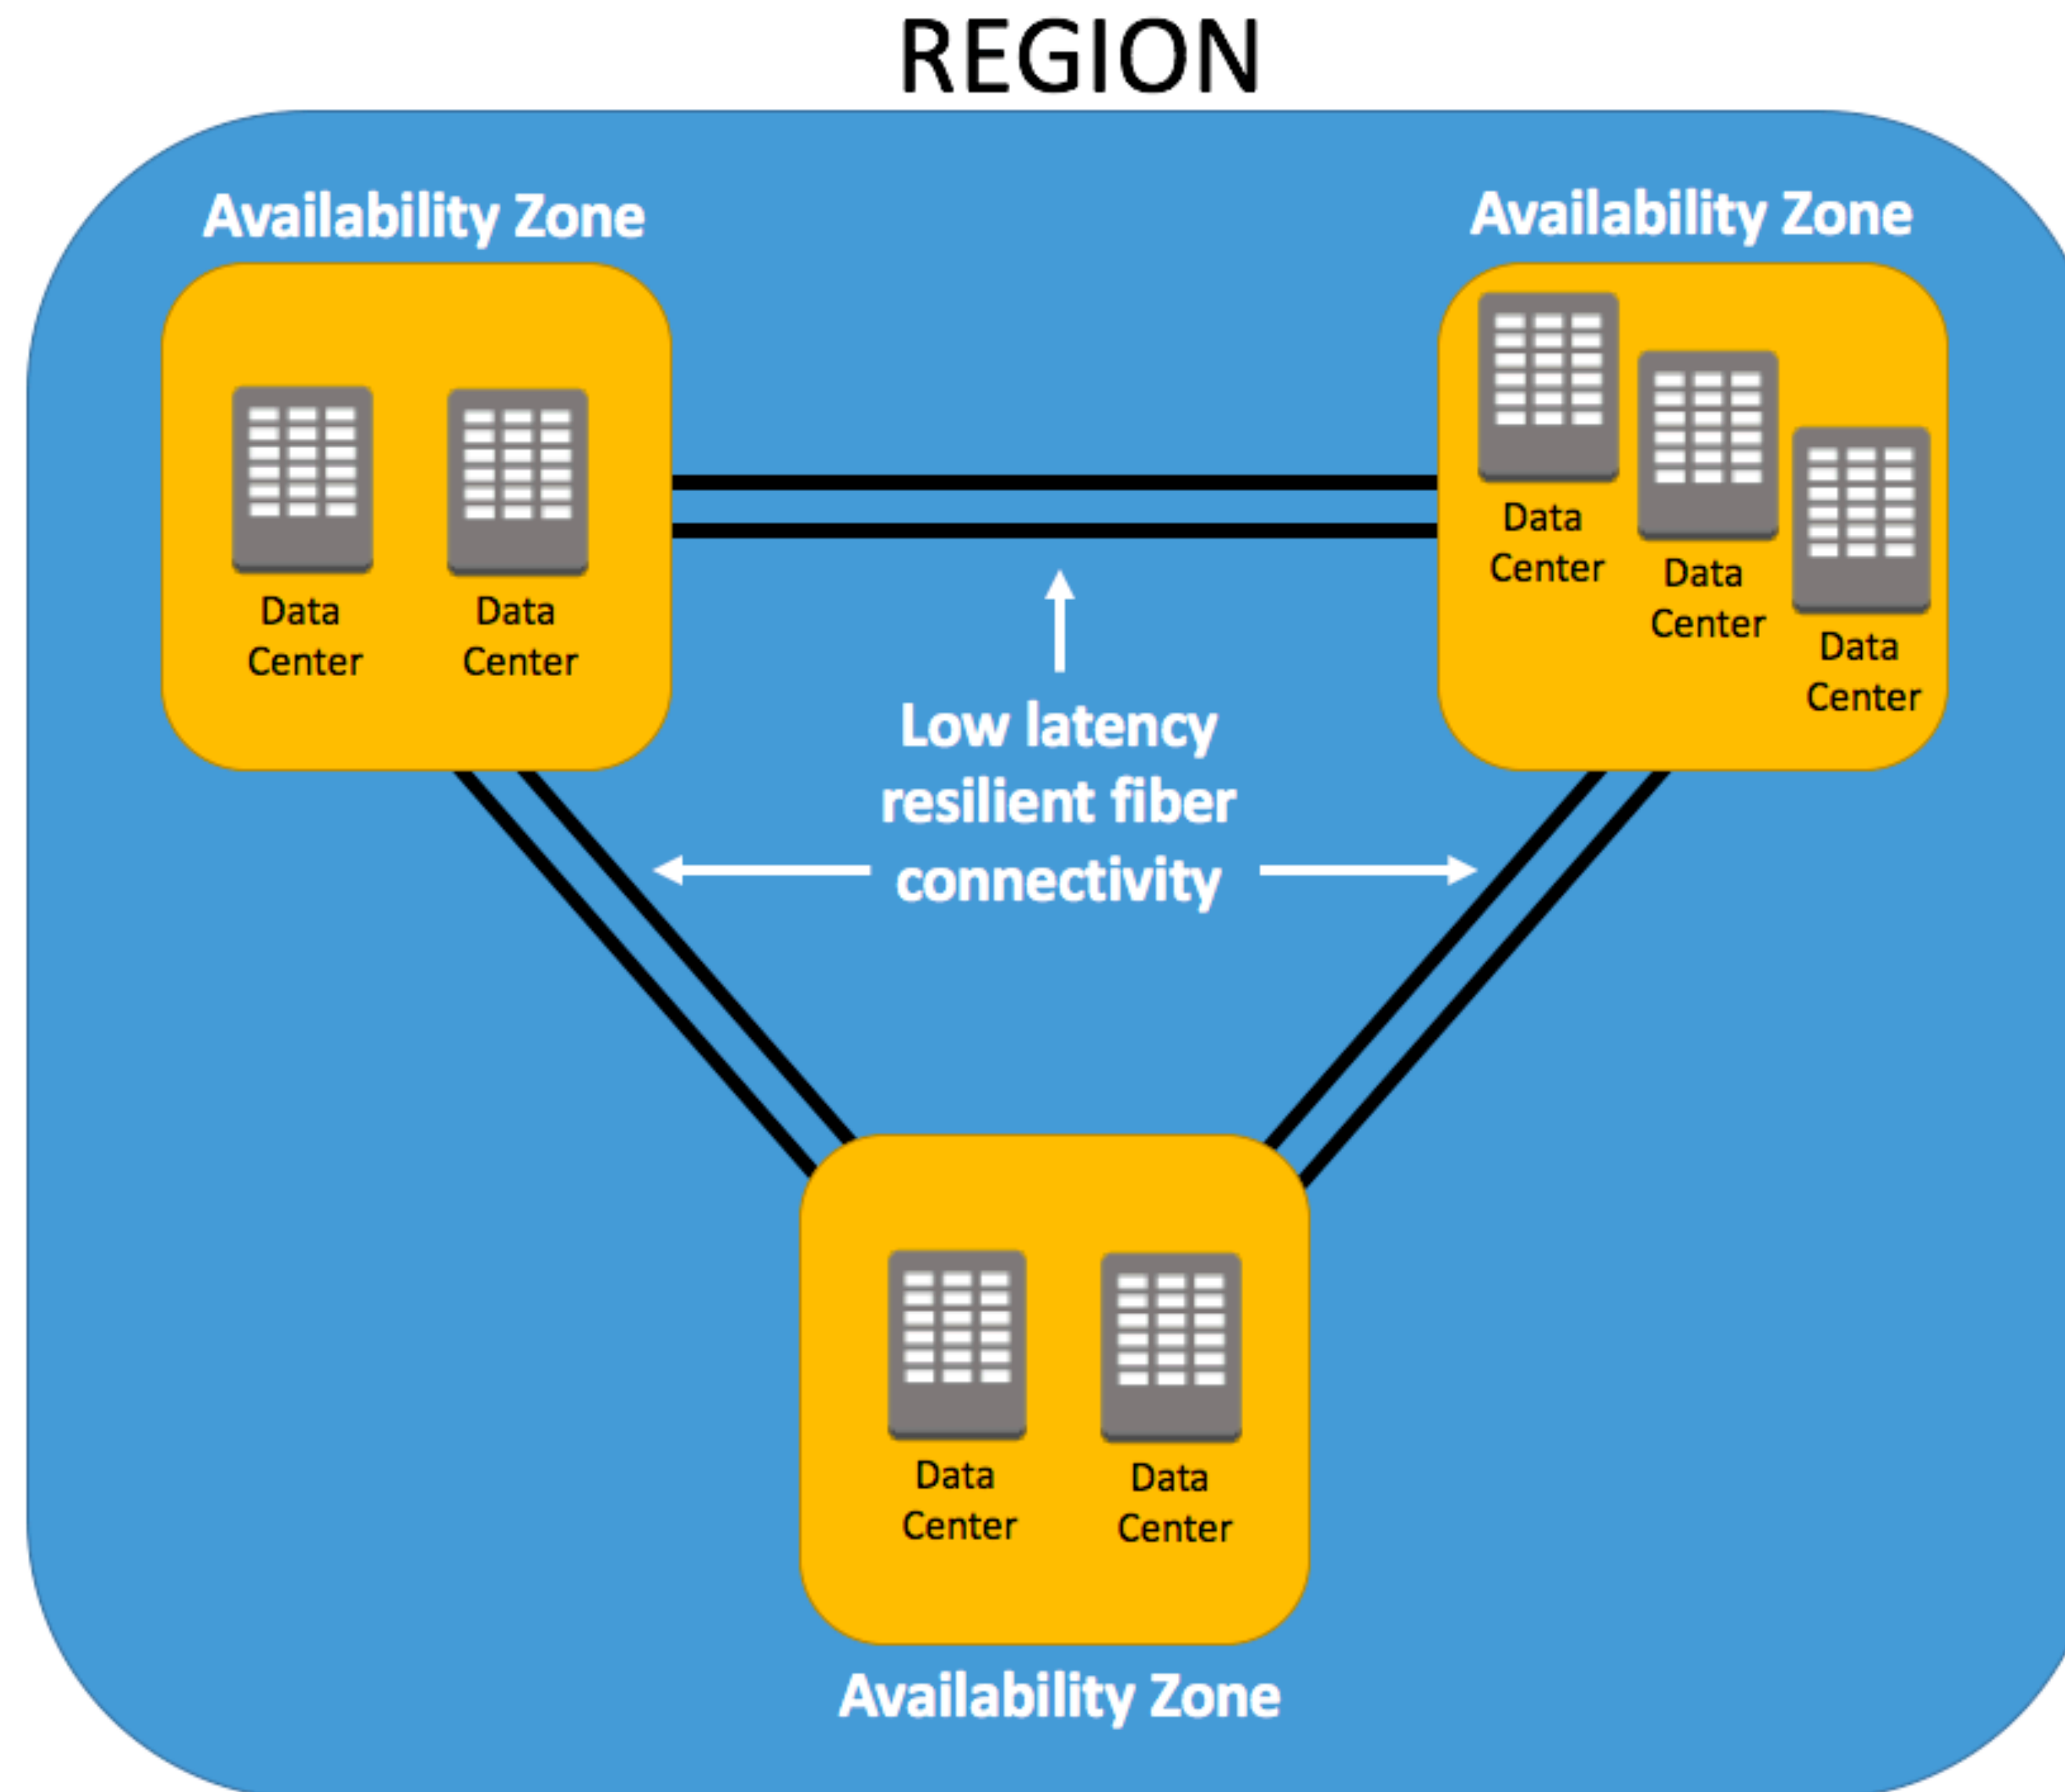 REGION
Availability Zone
Availability Zone
Data
Center
Data
Center
Data
Center
Data
Center
Data
Center
Low latency
resilient fiber
connectivity
Data
Center
Data
Center
Availability Zone